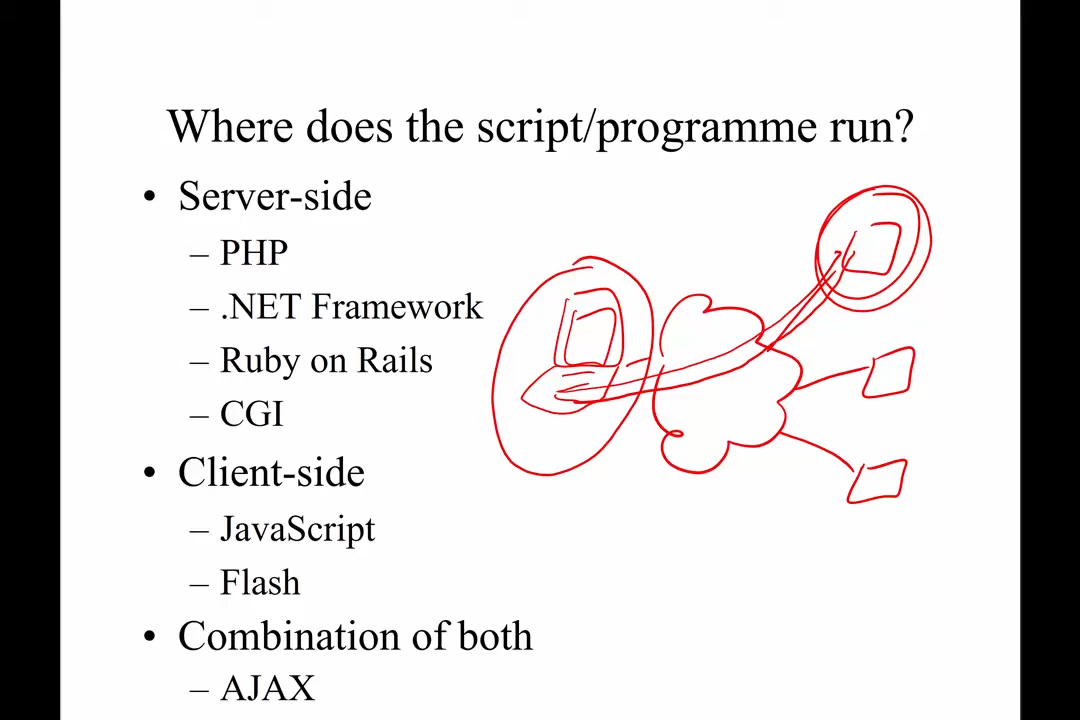 Where does the script/programme run?
• Server-side
– PHP
– .NET Framework
– Ruby on Rails
– CGI
• Client-side
– JavaScript
– Flash
• Combination of both
– AJAX